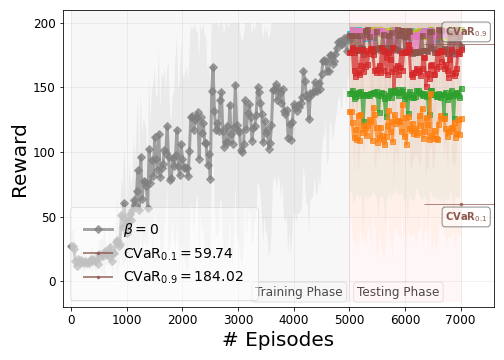 200
150
100
50
0
Reward
CVaR0.9
CVaR0.1
β = 0
CVaR0.1 = 59.74
CVaR0.9 = 184.02
Training Phase
Testing Phase
0
1000
2000
3000
4000
5000
6000
7000
# Episodes